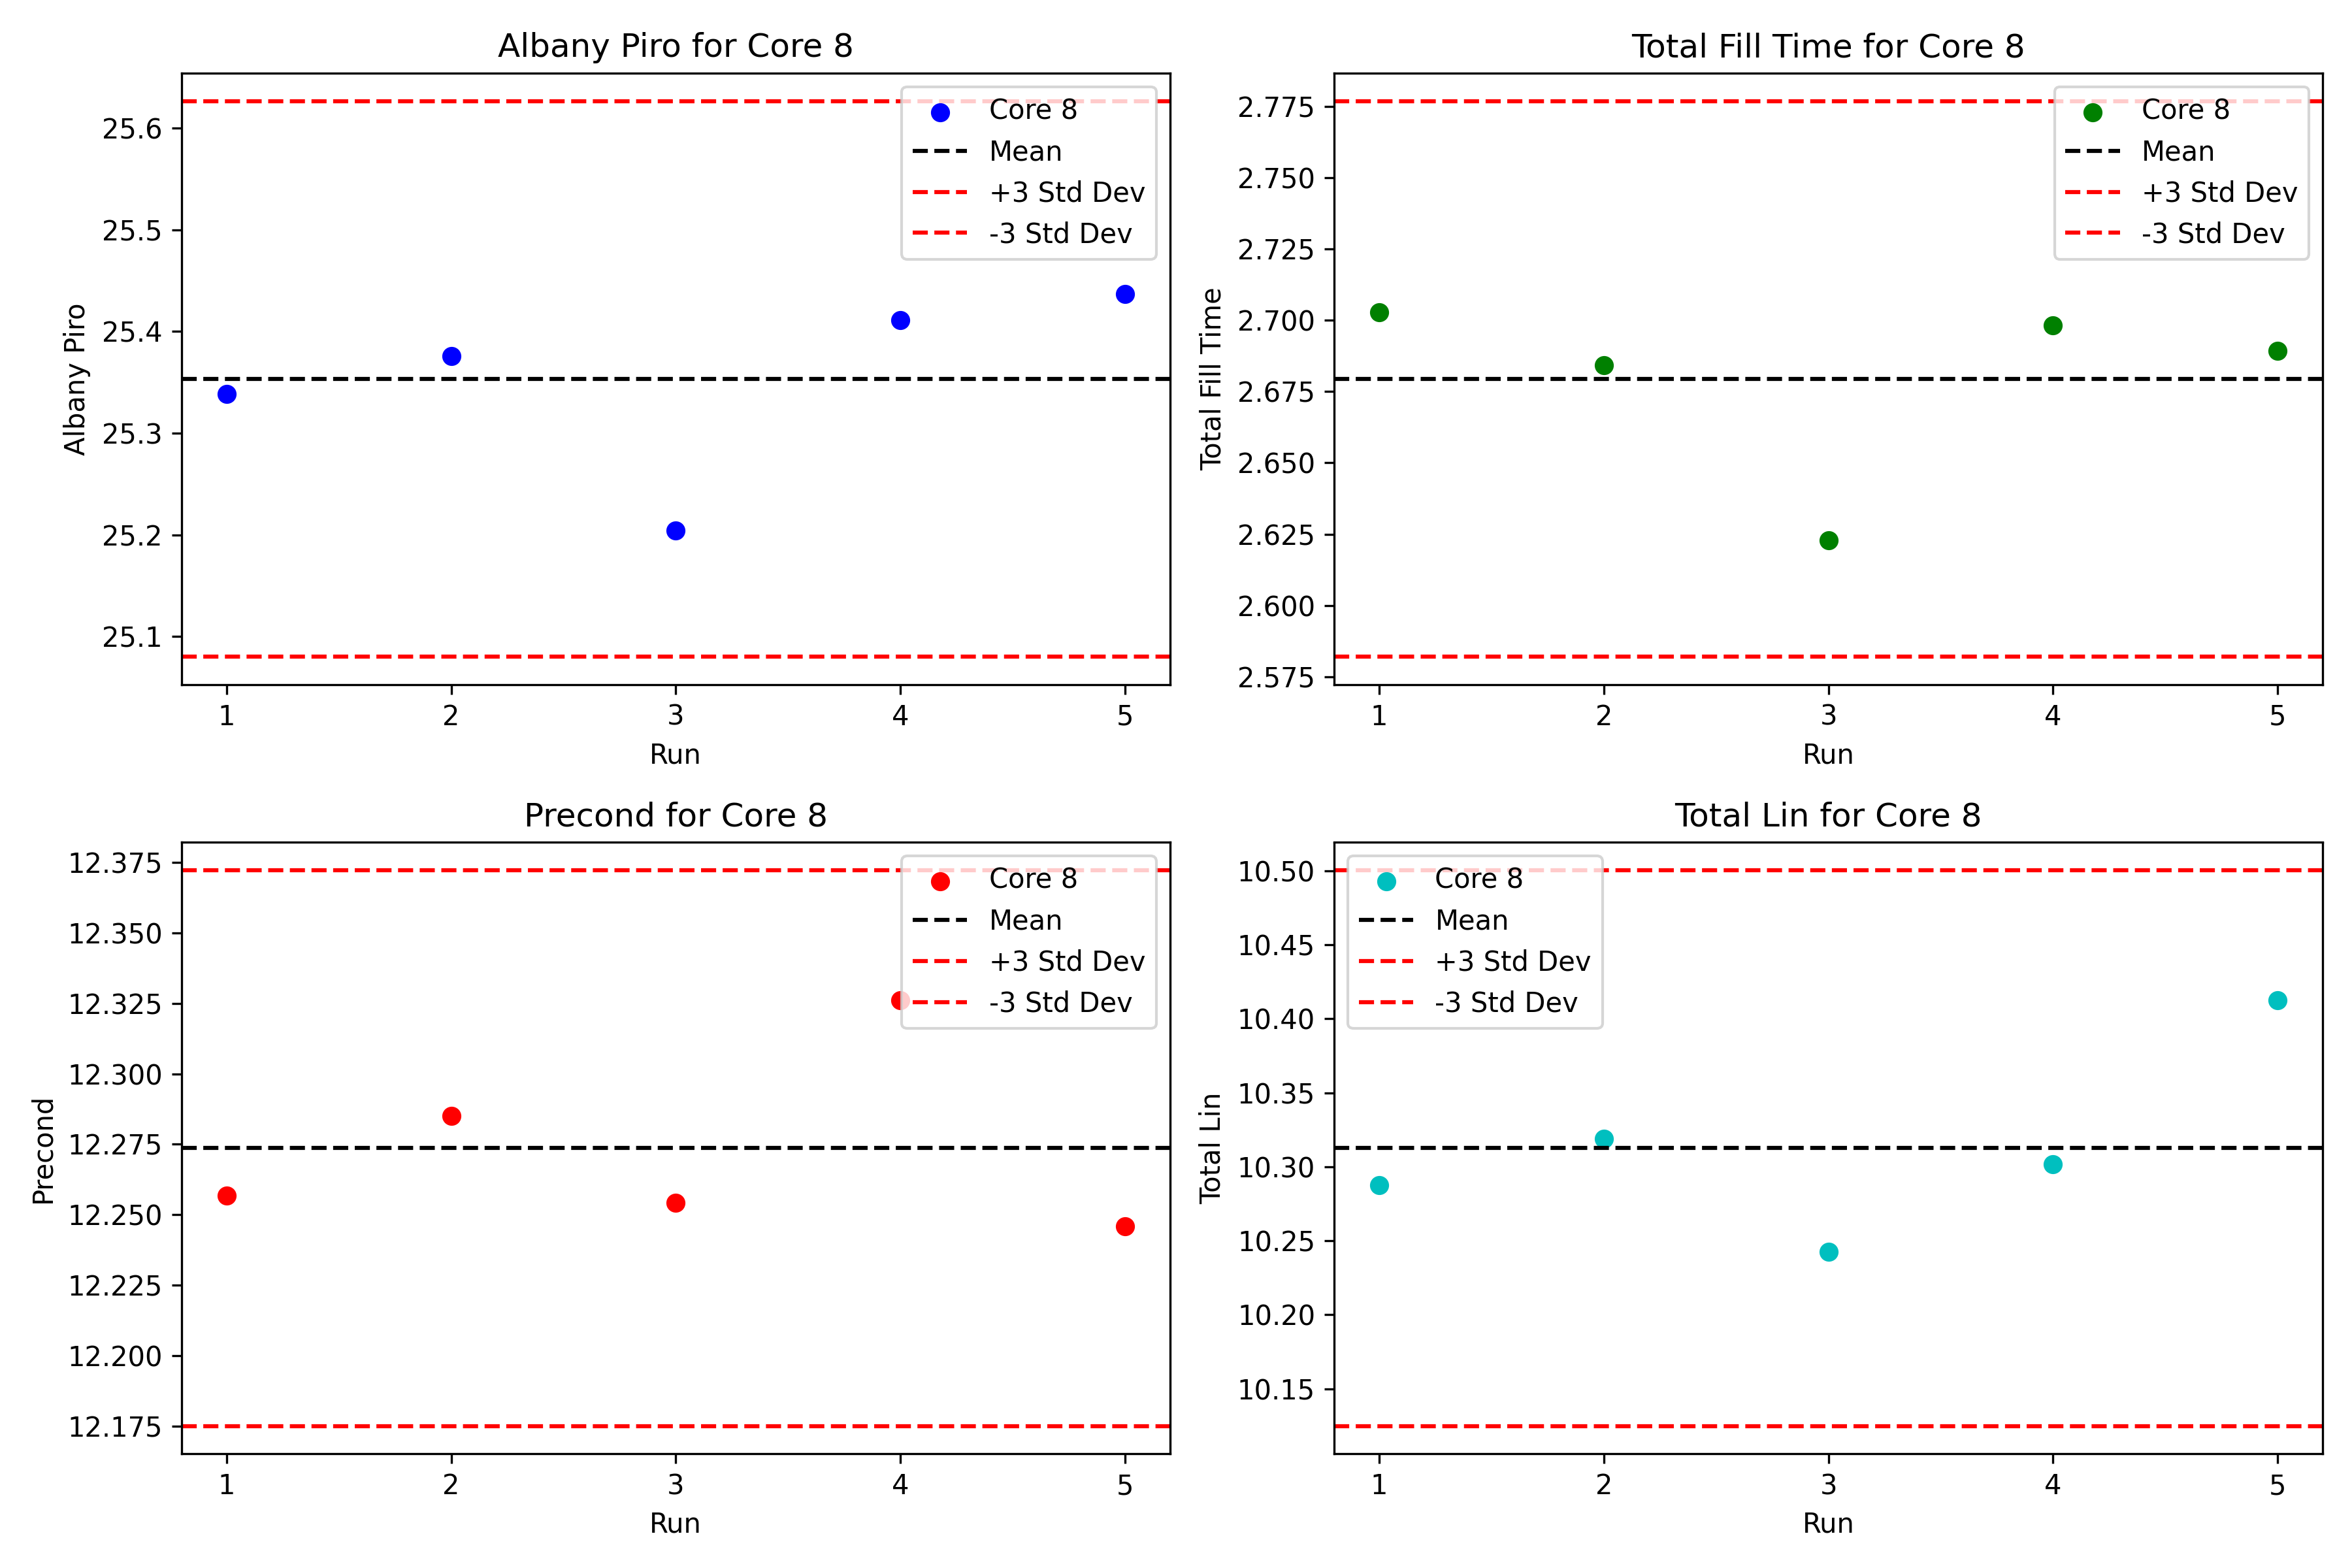 Albany Piro for Core 8
Albany Piro
25.6
25.5
25.4
25.3
25.2
25.1
Core 8
Mean
+3 Std Dev
-3 Std Dev
1 2 3 4 5
Run
Total Fill Time for Core 8
Total Fill Time
2.775
2.750
2.725
2.700
2.675
2.650
2.625
2.600
2.575
Core 8
Mean
+3 Std Dev
-3 Std Dev
1 2 3 4 5
Run
Precond for Core 8
Precond
12.375
12.350
12.325
12.300
12.275
12.250
12.225
12.200
12.175
Core 8
Mean
+3 Std Dev
-3 Std Dev
1 2 3 4 5
Run
Total Lin for Core 8
Total Lin
10.50
10.45
10.40
10.35
10.30
10.25
10.20
10.15
Core 8
Mean
+3 Std Dev
-3 Std Dev
1 2 3 4 5
Run